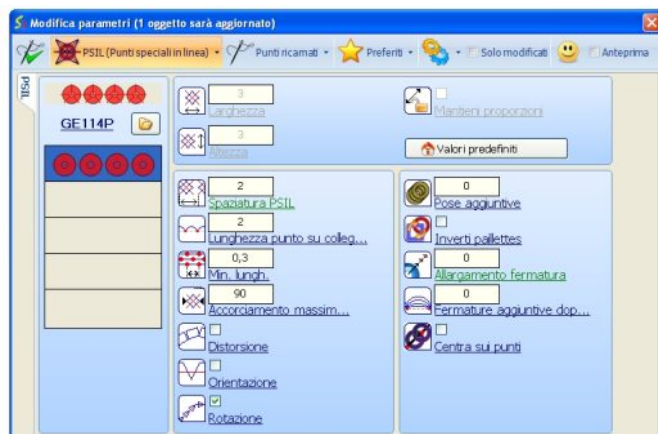 Modifica parametri (1 oggetto sarà aggiornato)
PSIL (Punti speciali in linea)
Punti ricamati
Preferiti
Solo modificati
Anteprima
PSIL
GE114P
3
Larghezza
3
Altezza
Mantieni proporzioni
Valori predefiniti
2
Spaziatura PSIL
2
Lunghezza punto su colleg...
0,3
Min. lungh.
90
Accorciamento massim...
Distorsione
Orientazione
Rotazione
0
Pose aggiuntive
Inverti pallettes
0
Allargamento fermatura
0
Fermature aggiuntive dop...
Centra sui punti